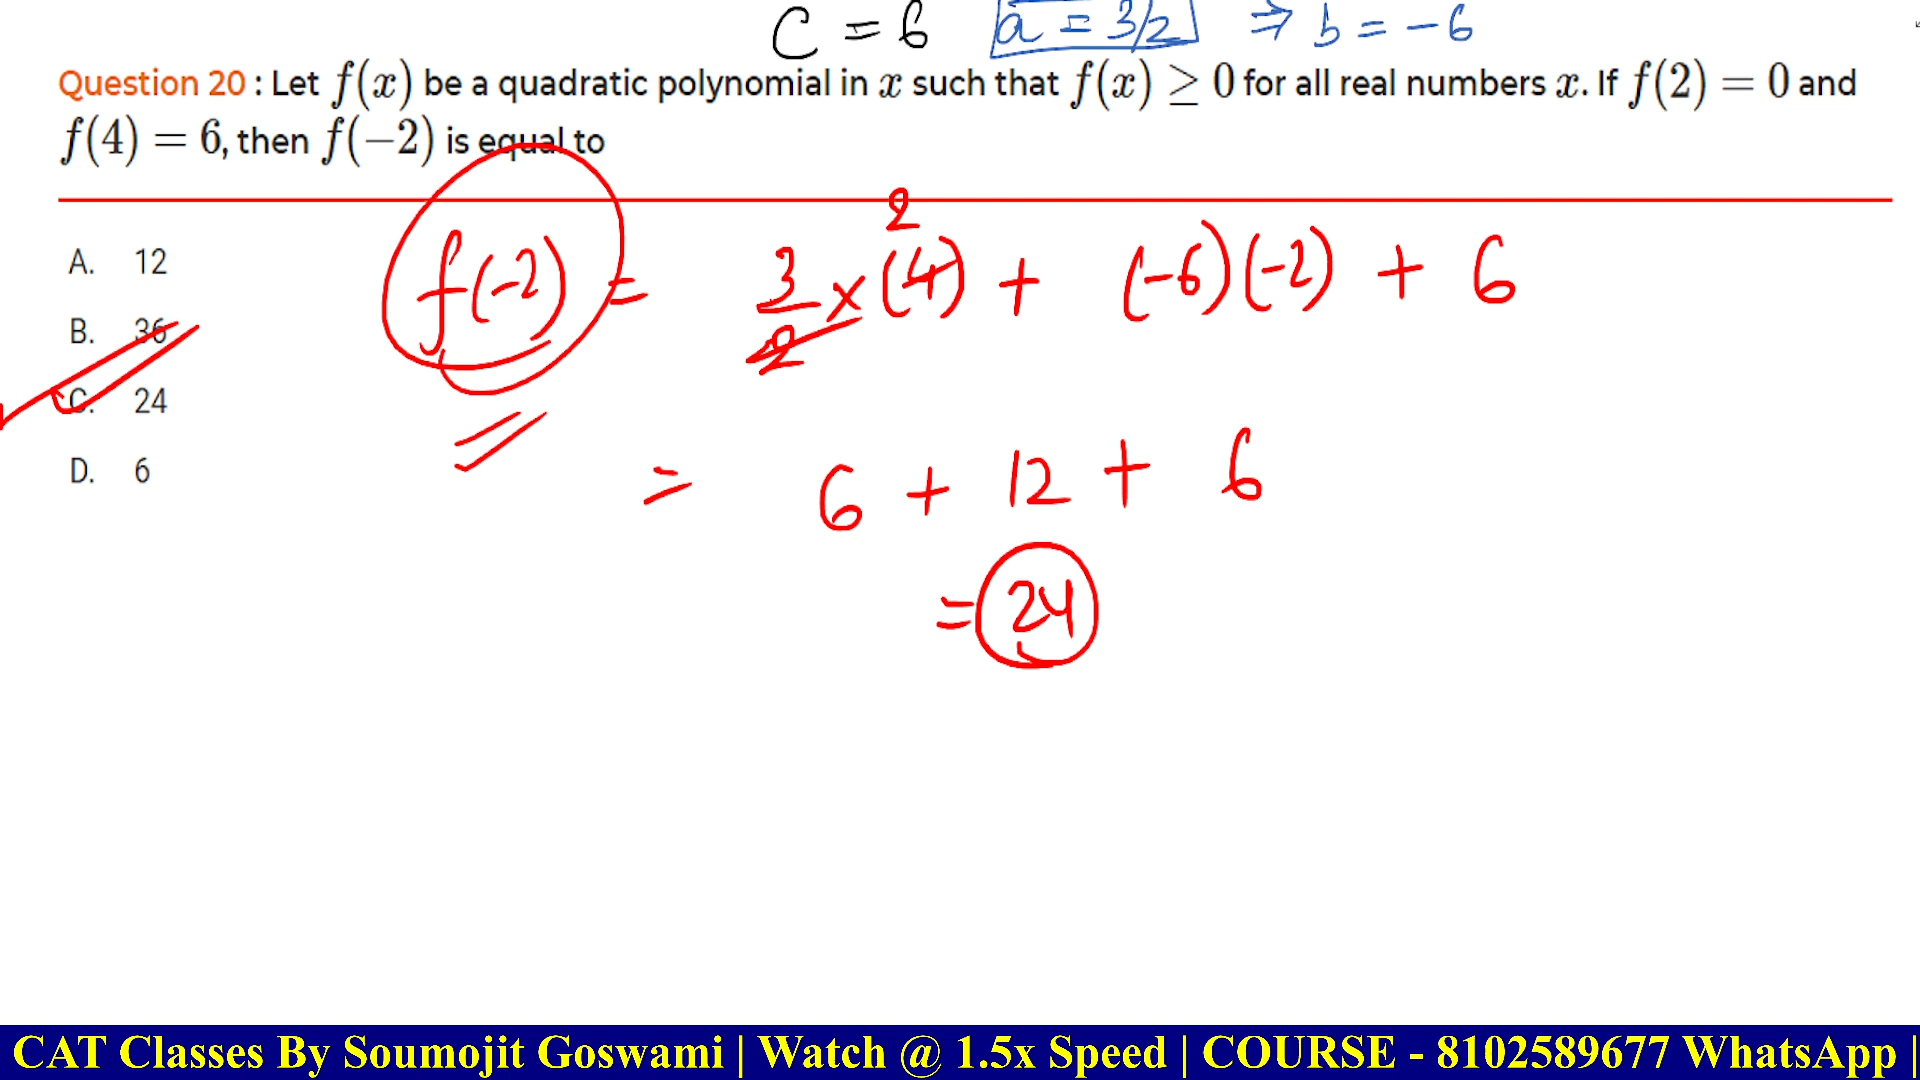 C = 6 a = 3/2 ⇒ b = -6
Question 20 : Let f(x) be a quadratic polynomial in x such that f(x) ≥ 0 for all real numbers x. If f(2) = 0 and
f(4) = 6, then f(−2) is equal to
2
f(-2) = 3/2 × (4) + (-6)(-2) + 6
A. 12
B. 36
C. 24
D. 6
= 6 + 12 + 6
= 24
CAT Classes By Soumojit Goswami | Watch @ 1.5x Speed | COURSE - 8102589677 WhatsApp |